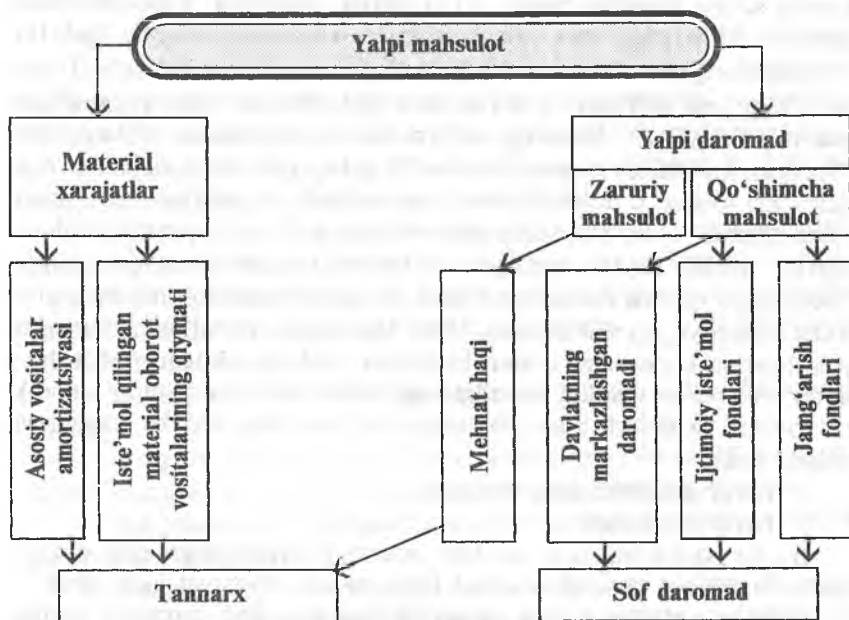 Yalpi mahsulot
Material
xarajatlar
Yalpi daromad
Zaruriy
mahsulot
Qo‘shimcha
mahsulot
Asosiy vositalar
amortizatsiyasi
Iste’mol qilingan
material oborot
vositalarining qiymati
Mehnat haqi
Davlatning
markazlashgan
daromadi
Ijtimoiy iste’mol
fondlari
Jamg‘arish
fondlari
Tannarx
Sof daromad